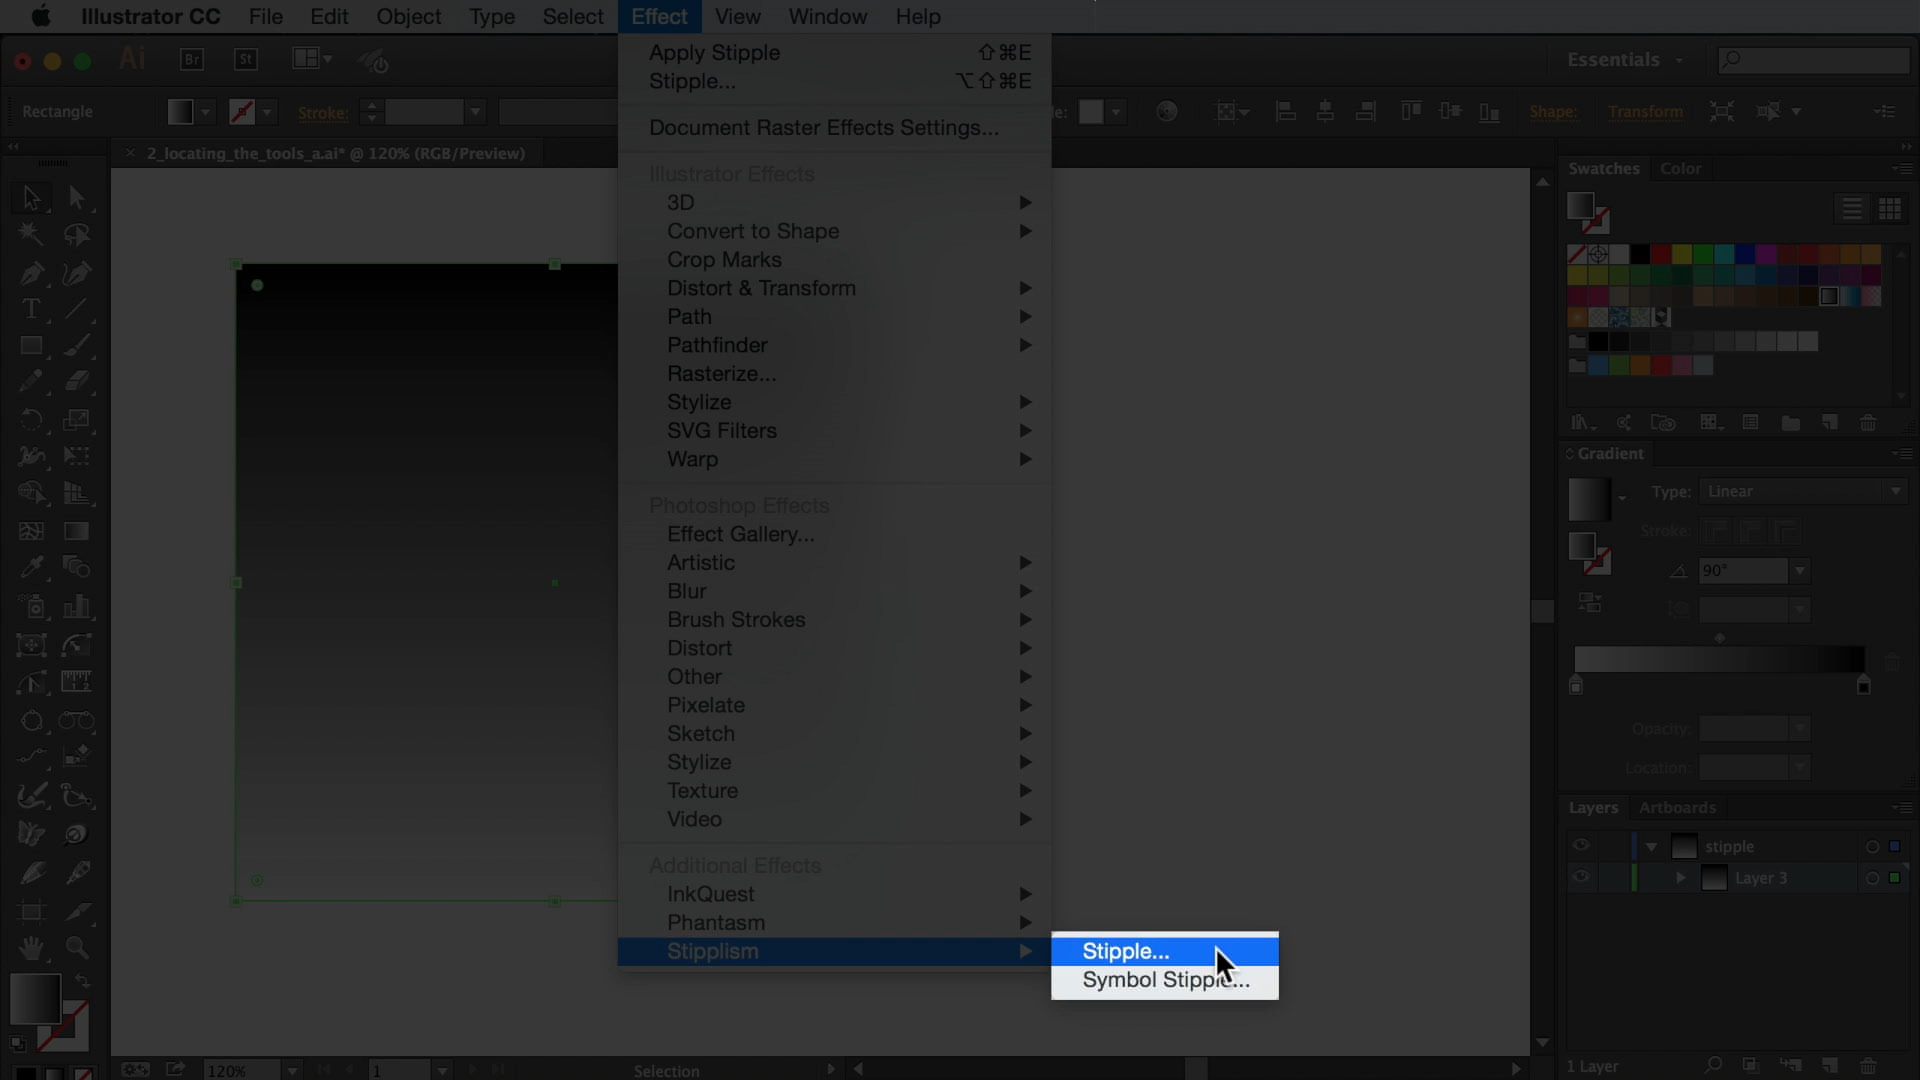 Illustrator CC File Edit Object Type Select Effect View Window Help
Ai Br St Essentials
Apply Stipple ⇧⌘E
Stipple... ⌥⇧⌘E
Rectangle Stroke: Shape: Transform
Document Raster Effects Settings...
× 2_locating_the_tools_a.ai* @ 120% (RGB/Preview)
Illustrator Effects
3D
Convert to Shape
Crop Marks
Distort & Transform
Path
Pathfinder
Rasterize...
Stylize
SVG Filters
Warp
Photoshop Effects
Effect Gallery...
Artistic
Blur
Brush Strokes
Distort
Other
Pixelate
Sketch
Stylize
Texture
Video
Additional Effects
InkQuest
Phantasm
Stipplism
Stipple...
Symbol Stipple...
Swatches Color
Gradient
Type: Linear
Stroke:
90°
Opacity:
Location:
Layers Artboards
stipple
Layer 3
1 Layer
120% 1 Selection